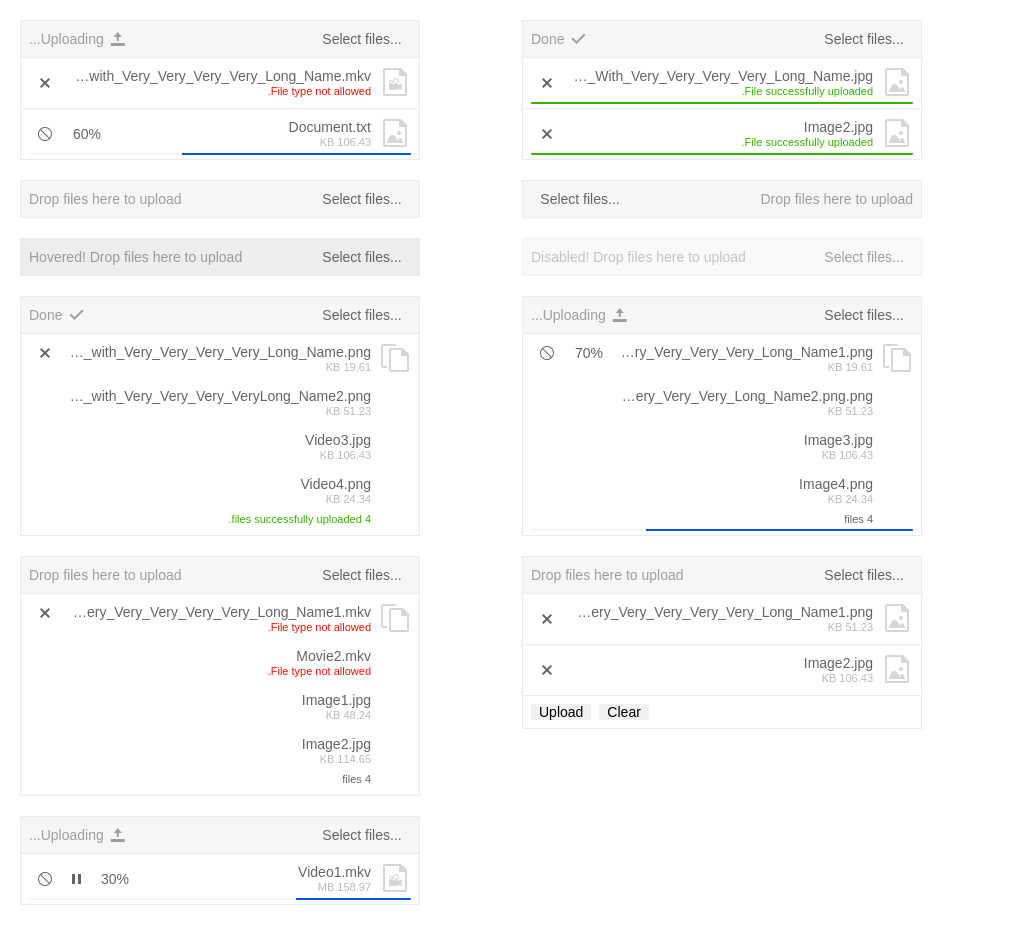 ...Uploading
Select files...
…with_Very_Very_Very_Very_Long_Name.mkv
.File type not allowed
60%
Document.txt
KB 106.43
Done
Select files...
…_With_Very_Very_Very_Very_Long_Name.jpg
.File successfully uploaded
Image2.jpg
.File successfully uploaded
Drop files here to upload
Select files...
Select files...
Drop files here to upload
Hovered! Drop files here to upload
Select files...
Disabled! Drop files here to upload
Select files...
Done
Select files...
…_with_Very_Very_Very_Very_Long_Name.png
KB 19.61
…_with_Very_Very_Very_VeryLong_Name2.png
KB 51.23
Video3.jpg
KB 106.43
Video4.png
KB 24.34
.files successfully uploaded 4
...Uploading
Select files...
70%
…ry_Very_Very_Very_Long_Name1.png
KB 19.61
…ery_Very_Very_Long_Name2.png.png
KB 51.23
Image3.jpg
KB 106.43
Image4.png
KB 24.34
files 4
Drop files here to upload
Select files...
…ery_Very_Very_Very_Very_Long_Name1.mkv
.File type not allowed
Movie2.mkv
.File type not allowed
Image1.jpg
KB 48.24
Image2.jpg
KB 114.65
files 4
Drop files here to upload
Select files...
…ery_Very_Very_Very_Very_Long_Name1.png
KB 51.23
Image2.jpg
KB 106.43
Upload Clear
...Uploading
Select files...
30%
Video1.mkv
MB 158.97